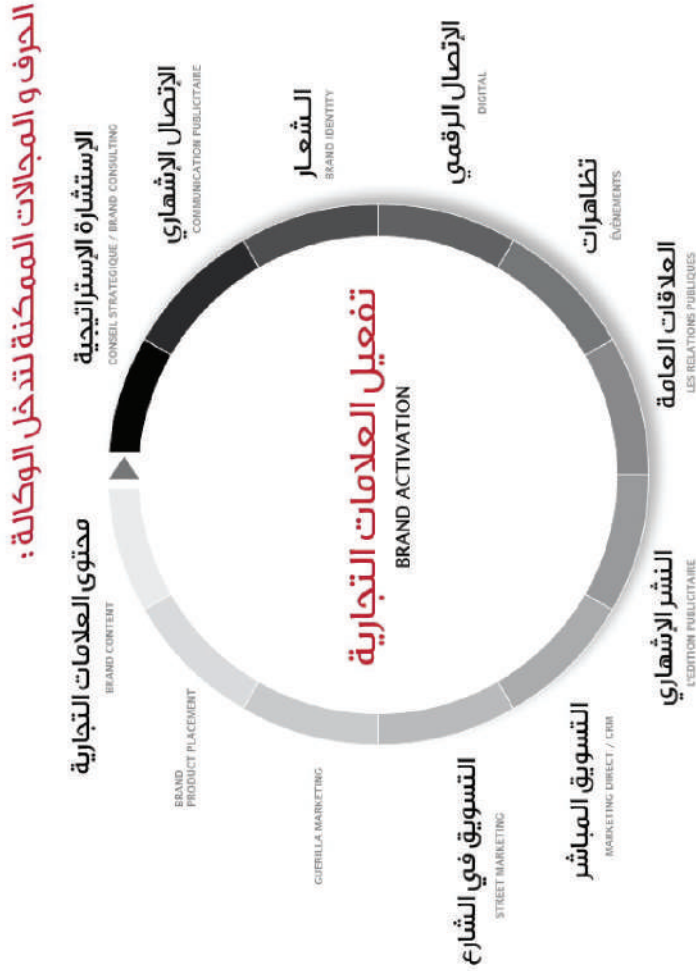 الحرف و المجالات الممكنة لتدخل الوكالة :
الإستشارة الإستراتيجية
CONSEIL STRATEGIQUE / BRAND CONSULTING
الإتصال الإشهاري
COMMUNICATION PUBLICITAIRE
الشعار
BRAND IDENTITY
الإتصال الرقمي
DIGITAL
تظاهرات
ÉVÈNEMENTS
العلاقات العامة
LES RELATIONS PUBLIQUES
النشر الإشهاري
L'EDITION PUBLICITAIRE
التسويق المباشر
MARKETING DIRECT / CRM
التسويق في الشارع
STREET MARKETING
GUERILLA MARKETING
BRAND
PRODUCT PLACEMENT
محتوى العلامات التجارية
BRAND CONTENT
تفعيل العلامات التجارية
BRAND ACTIVATION